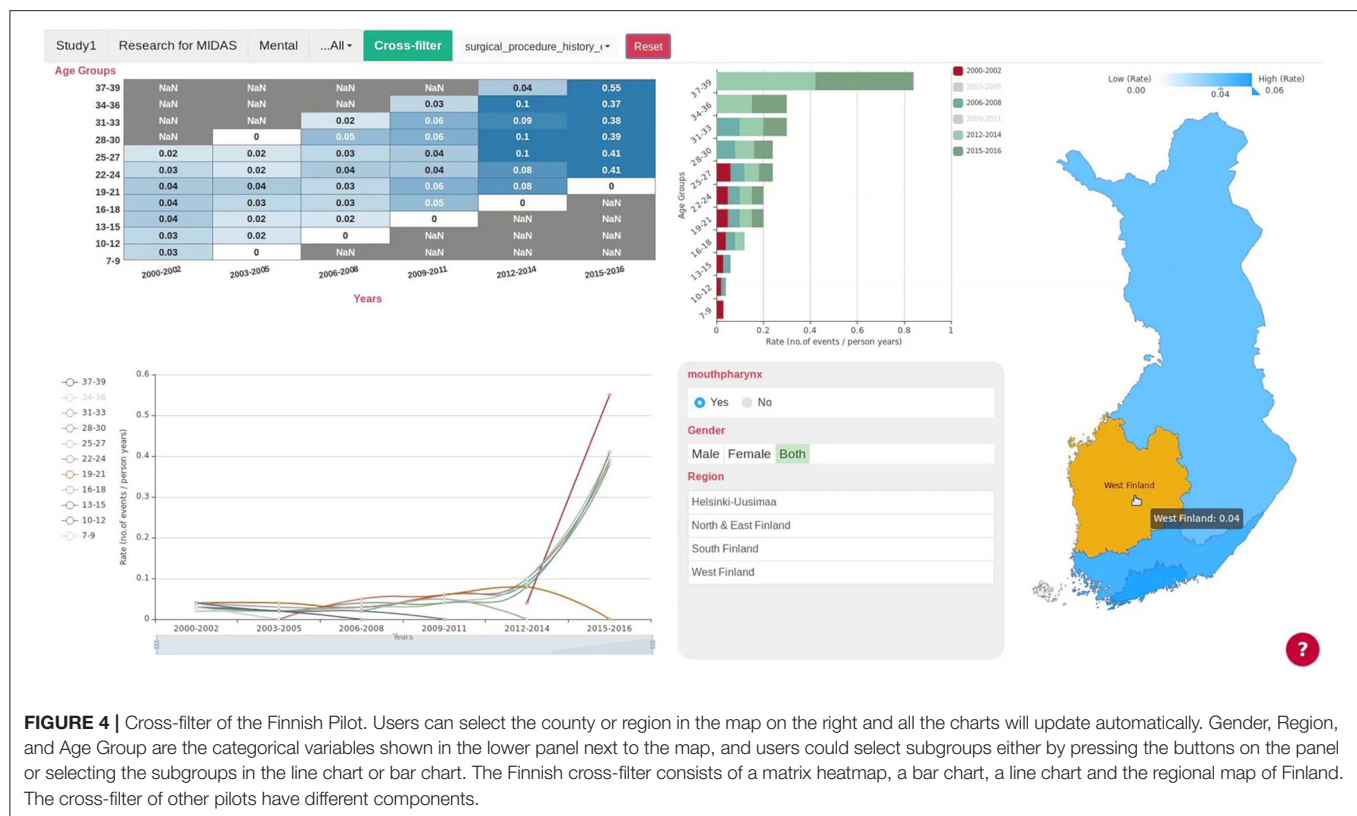 Study1 Research for MIDAS Mental ...All Cross-filter surgical_procedure_history_ Reset
Age Groups
37-39 NaN NaN NaN NaN 0.04 0.55
34-36 NaN NaN NaN 0.03 0.1 0.37
31-33 NaN NaN 0.02 0.06 0.09 0.38
28-30 NaN 0 0.05 0.06 0.1 0.39
25-27 0.02 0.02 0.03 0.04 0.1 0.41
22-24 0.03 0.02 0.04 0.04 0.08 0.41
19-21 0.04 0.04 0.03 0.06 0.08 0
16-18 0.04 0.03 0.03 0.05 0 NaN
13-15 0.04 0.02 0.02 0 NaN NaN
10-12 0.03 0.02 0 NaN NaN NaN
7-9 0.03 0 NaN NaN NaN NaN
2000-2002 2003-2005 2006-2008 2009-2011 2012-2014 2015-2016
Years
Age Groups
37-39
34-36
31-33
28-30
25-27
22-24
19-21
16-18
13-15
10-12
7-9
0 0.2 0.4 0.6 0.8 1
Rate (no.of events / person years)
2000-2002
2003-2005
2006-2008
2009-2011
2012-2014
2015-2016
Low (Rate) High (Rate)
0.00 0.04 0.06
West Finland
West Finland: 0.04
37-39
34-36
31-33
28-30
25-27
22-24
19-21
16-18
13-15
10-12
7-9
Rate (no.of events / person years)
0.6
0.5
0.4
0.3
0.2
0.1
0
2000-2002 2003-2005 2006-2008 2009-2011 2012-2014 2015-2016
Years
mouthpharynx
Yes No
Gender
Male Female Both
Region
Helsinki-Uusimaa
North & East Finland
South Finland
West Finland
?
FIGURE 4 | Cross-filter of the Finnish Pilot. Users can select the county or region in the map on the right and all the charts will update automatically. Gender, Region,
and Age Group are the categorical variables shown in the lower panel next to the map, and users could select subgroups either by pressing the buttons on the panel
or selecting the subgroups in the line chart or bar chart. The Finnish cross-filter consists of a matrix heatmap, a bar chart, a line chart and the regional map of Finland.
The cross-filter of other pilots have different components.